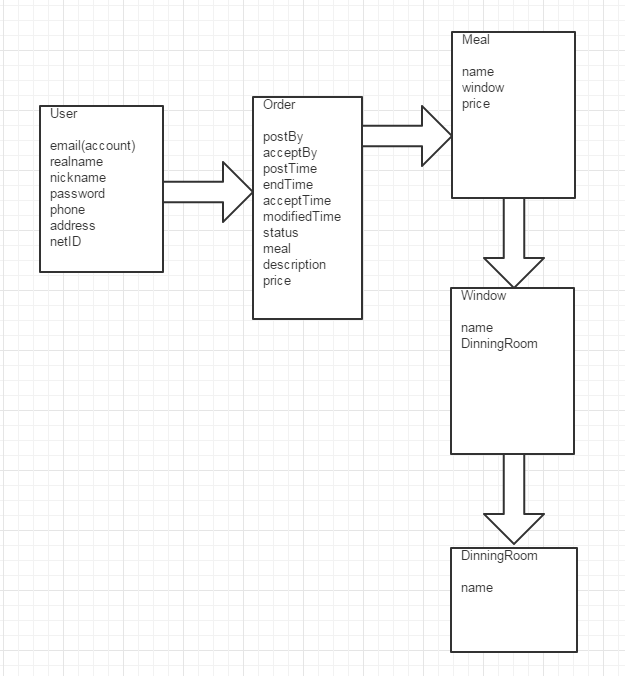 User
email(account)
realname
nickname
password
phone
address
netID
Order
postBy
acceptBy
postTime
endTime
acceptTime
modifiedTime
status
meal
description
price
Meal
name
window
price
Window
name
DinningRoom
DinningRoom
name